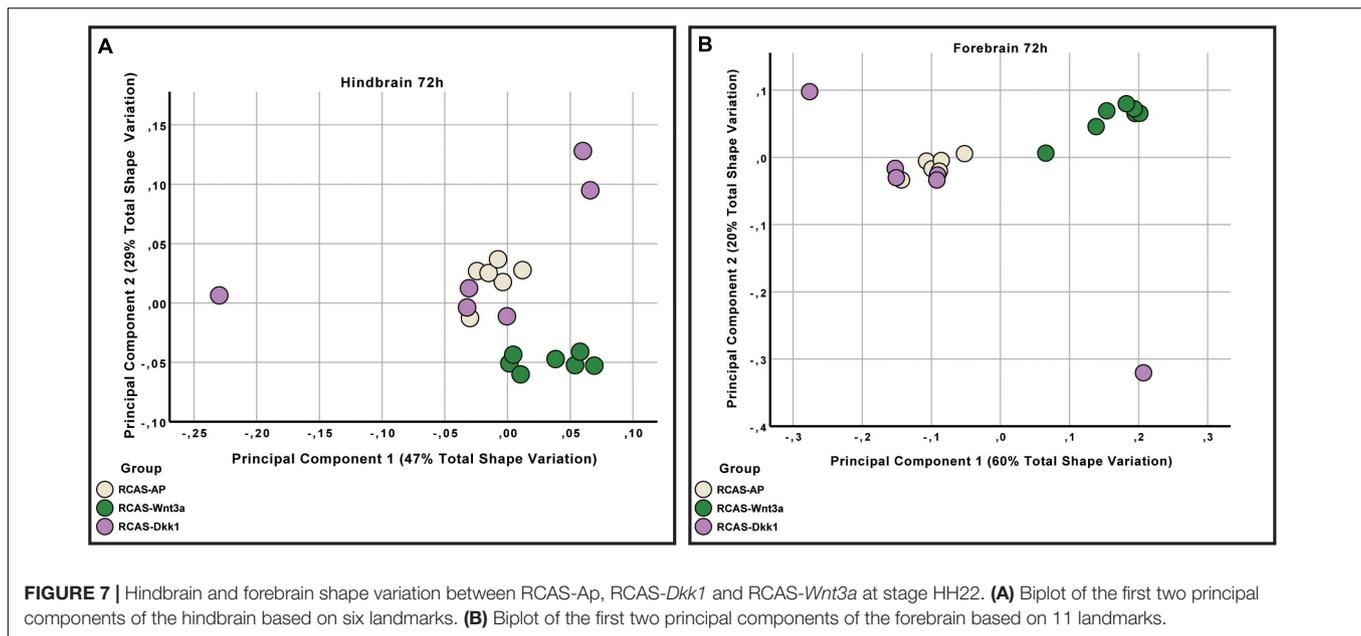 A
Hindbrain 72h
Principal Component 2 (29% Total Shape Variation)
,15
,10
,05
,00
-,05
-,10
-,25
-,20
-,15
-,10
-,05
,00
,05
,10
Principal Component 1 (47% Total Shape Variation)
Group
RCAS-AP
RCAS-Wnt3a
RCAS-Dkk1
B
Forebrain 72h
Principal Component 2 (20% Total Shape Variation)
,1
,0
-,1
-,2
-,3
-,4
-,3
-,2
-,1
,0
,1
,2
,3
Principal Component 1 (60% Total Shape Variation)
Group
RCAS-AP
RCAS-Wnt3a
RCAS-Dkk1
FIGURE 7 | Hindbrain and forebrain shape variation between RCAS-Ap, RCAS-Dkk1 and RCAS-Wnt3a at stage HH22. (A) Biplot of the first two principal
components of the hindbrain based on six landmarks. (B) Biplot of the first two principal components of the forebrain based on 11 landmarks.